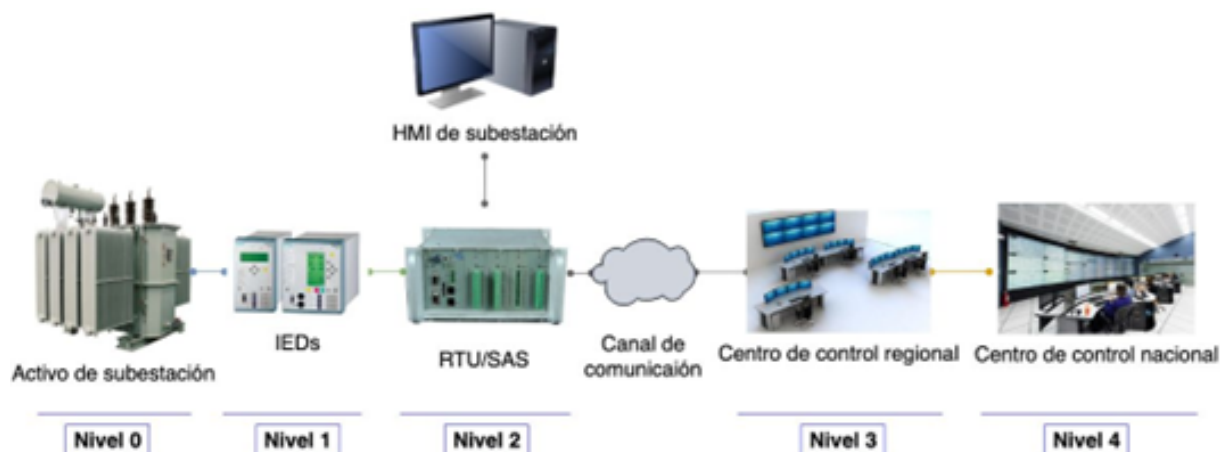 HMI de subestación
Activo de subestación
IEDs
RTU/SAS
Canal de
comunicaión
Centro de control regional
Centro de control nacional
Nivel 0
Nivel 1
Nivel 2
Nivel 3
Nivel 4